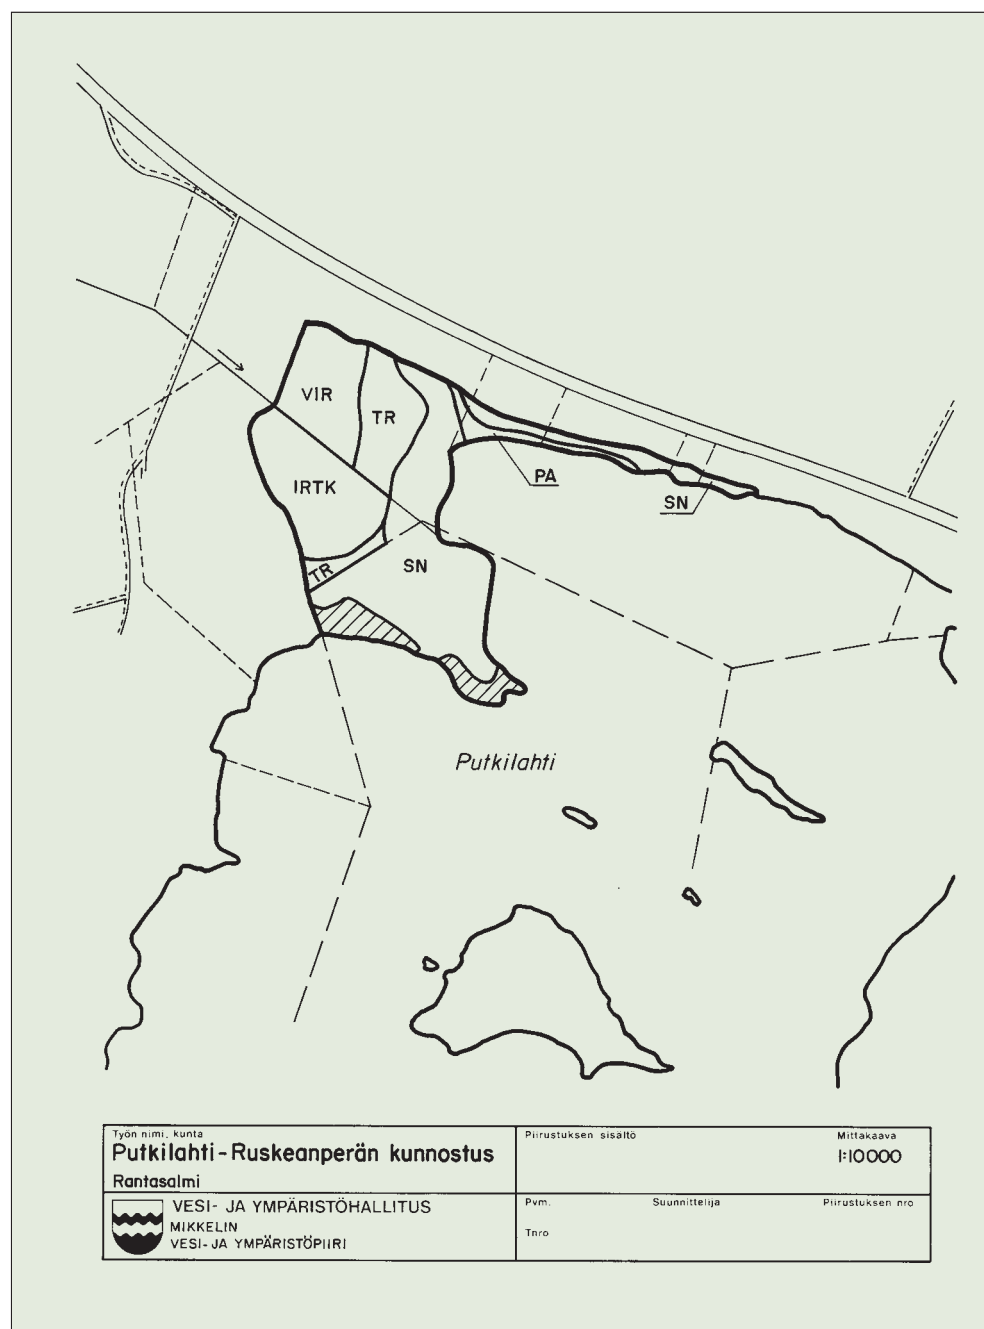 VIR
TR
IRTK
PA
SN
TR
SN
Putkilahti
Työn nimi, kunta
Putkilahti-Ruskeanperän kunnostus
Rantasalmi
Piirustuksen sisältö
Mittakaava
1:10000
VESI- JA YMPÄRISTÖHALLITUS
MIKKELIN
VESI- JA YMPÄRISTÖPIIRI
Pvm.
Suunnittelija
Piirustuksen nro
Tnro